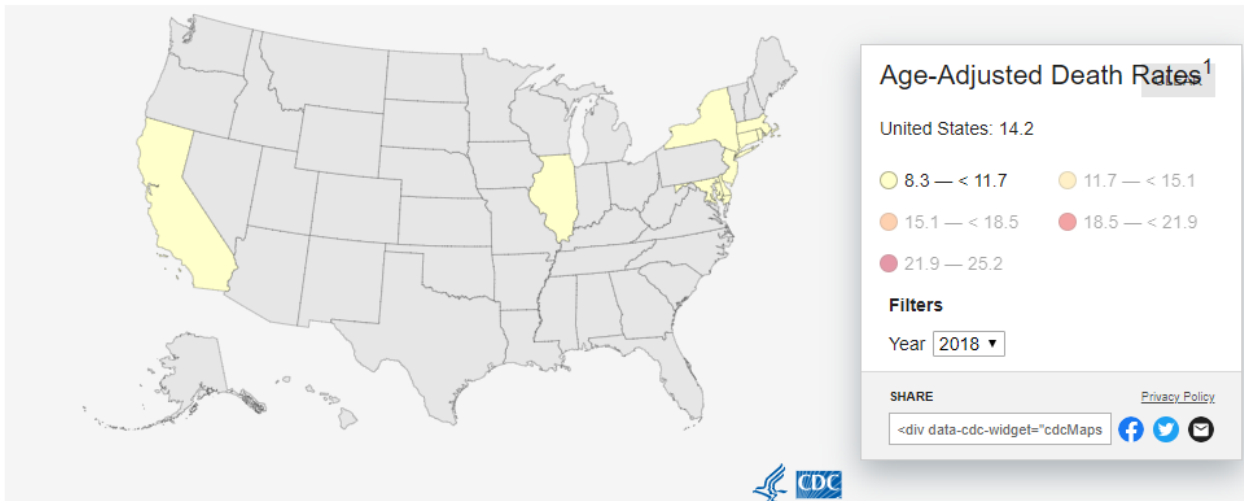 Age-Adjusted Death Rates1
CLEAR
United States: 14.2
8.3 — < 11.7
11.7 — < 15.1
15.1 — < 18.5
18.5 — < 21.9
21.9 — 25.2
Filters
Year 2018
SHARE
Privacy Policy
<div data-cdc-widget="cdcMaps
CDC